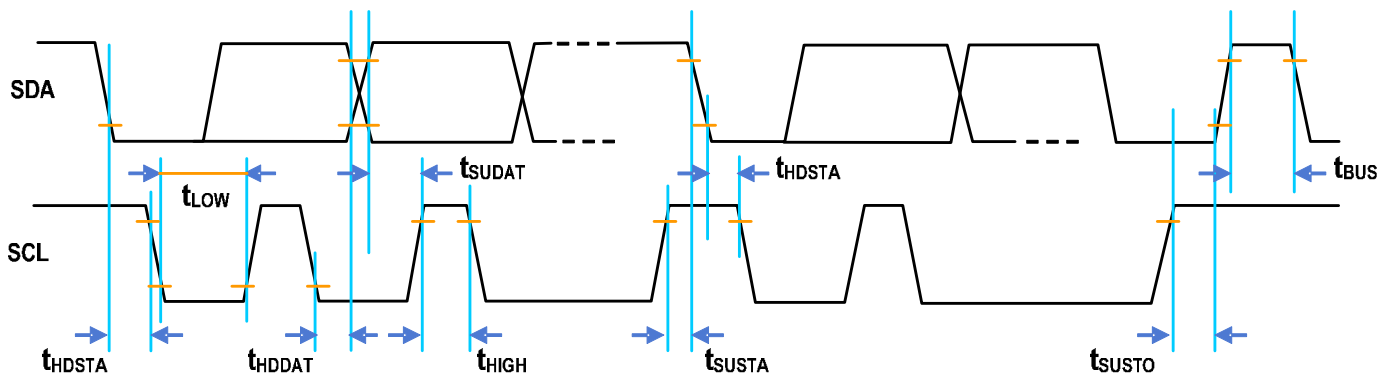 SDA
tSUDAT
tHDSTA
tBUS
tLOW
SCL
tHDSTA
tHDDAT
tHIGH
tSUSTA
tSUSTO